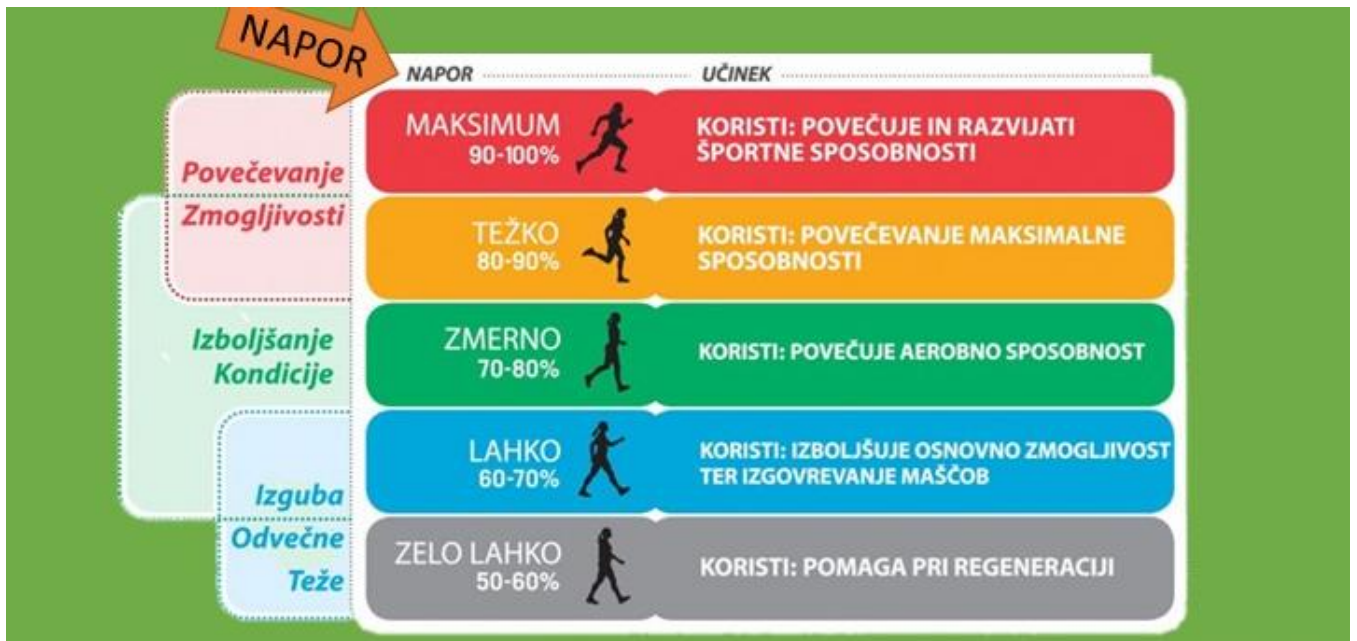 NAPOR
NAPOR
UČINEK
MAKSIMUM
90-100%
KORISTI: POVEČUJE IN RAZVIJATI
ŠPORTNE SPOSOBNOSTI
Povečevanje
Zmogljivosti
TEŽKO
80-90%
KORISTI: POVEČEVANJE MAKSIMALNE
SPOSOBNOSTI
Izboljšanje
Kondicije
ZMERNO
70-80%
KORISTI: POVEČUJE AEROBNO SPOSOBNOST
LAHKO
60-70%
KORISTI: IZBOLJŠUJE OSNOVNO ZMOGLJIVOST
TER IZGOVREVANJE MAŠČOB
Izguba
Odvečne
Teže
ZELO LAHKO
50-60%
KORISTI: POMAGA PRI REGENERACIJI